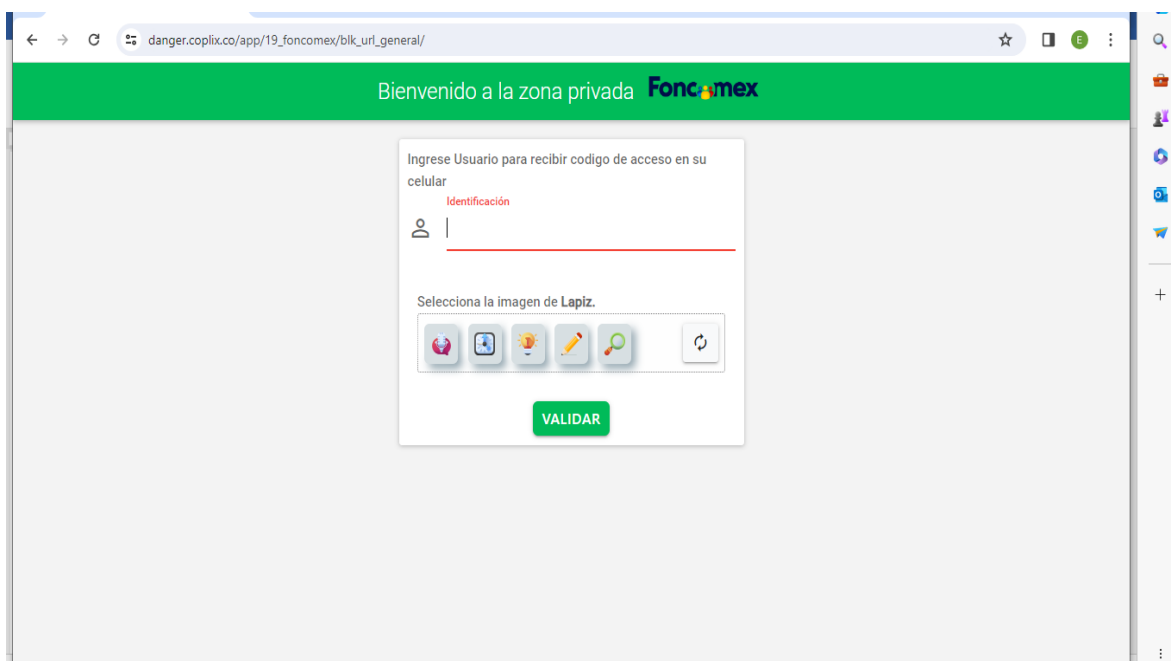 danger.coplix.co/app/19_foncomex/blk_url_general/
E
Bienvenido a la zona privada Foncomex
Ingrese Usuario para recibir codigo de acceso en su
celular
Identificación
Selecciona la imagen de Lapiz.
VALIDAR